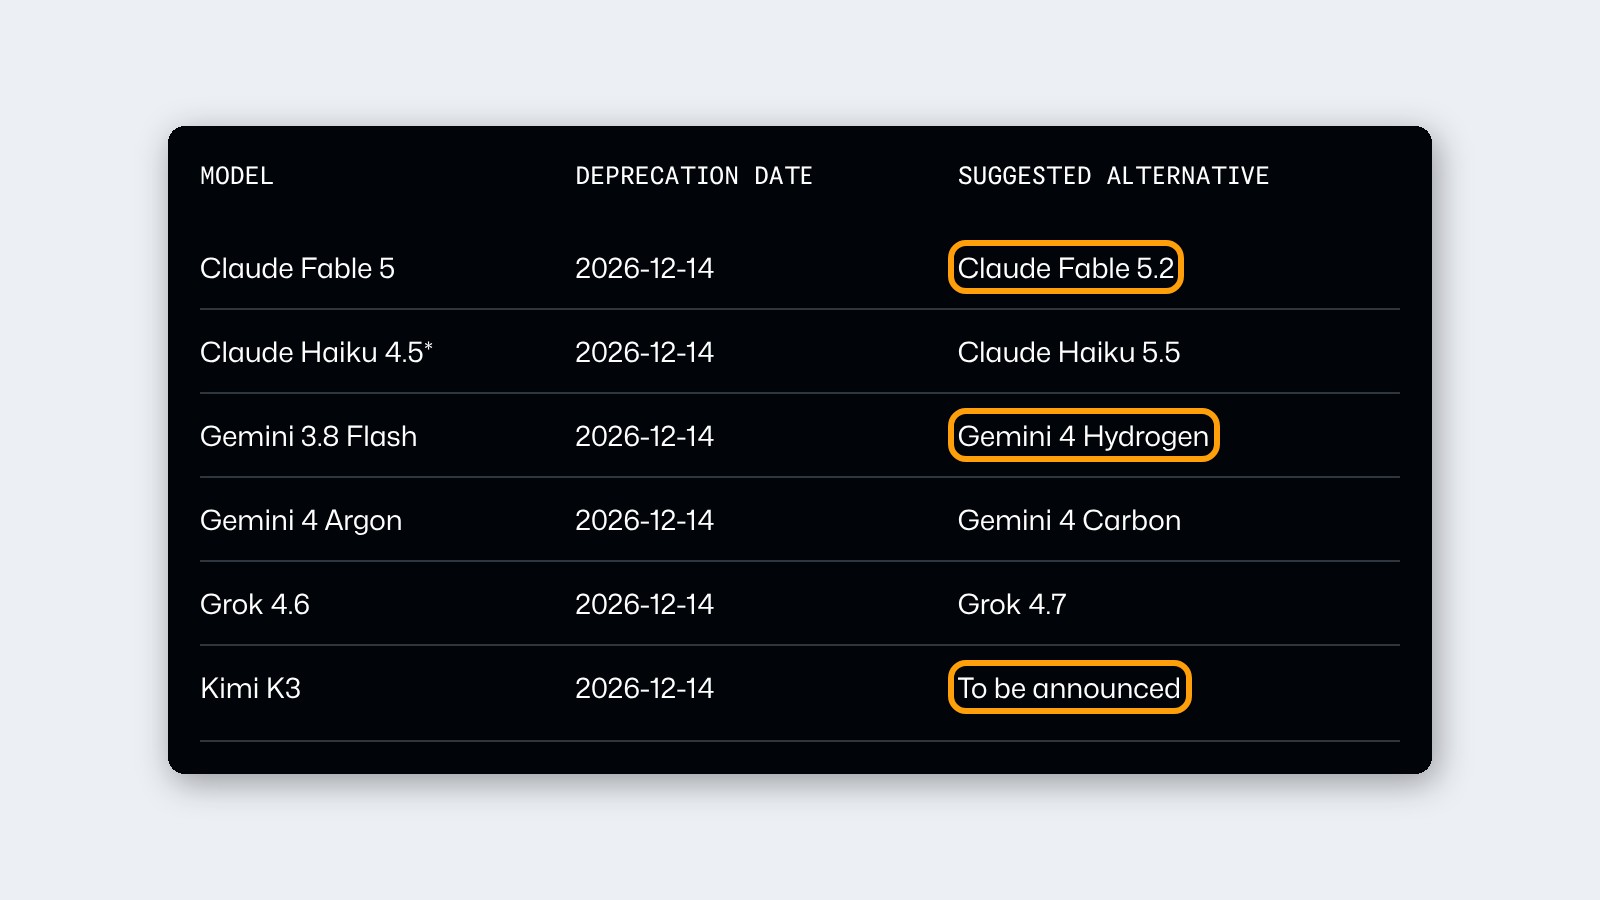 MODEL DEPRECATION DATE SUGGESTED ALTERNATIVE
Claude Fable 5 2026-12-14 Claude Fable 5.2
Claude Haiku 4.5* 2026-12-14 Claude Haiku 5.5
Gemini 3.8 Flash 2026-12-14 Gemini 4 Hydrogen
Gemini 4 Argon 2026-12-14 Gemini 4 Carbon
Grok 4.6 2026-12-14 Grok 4.7
Kimi K3 2026-12-14 To be announced